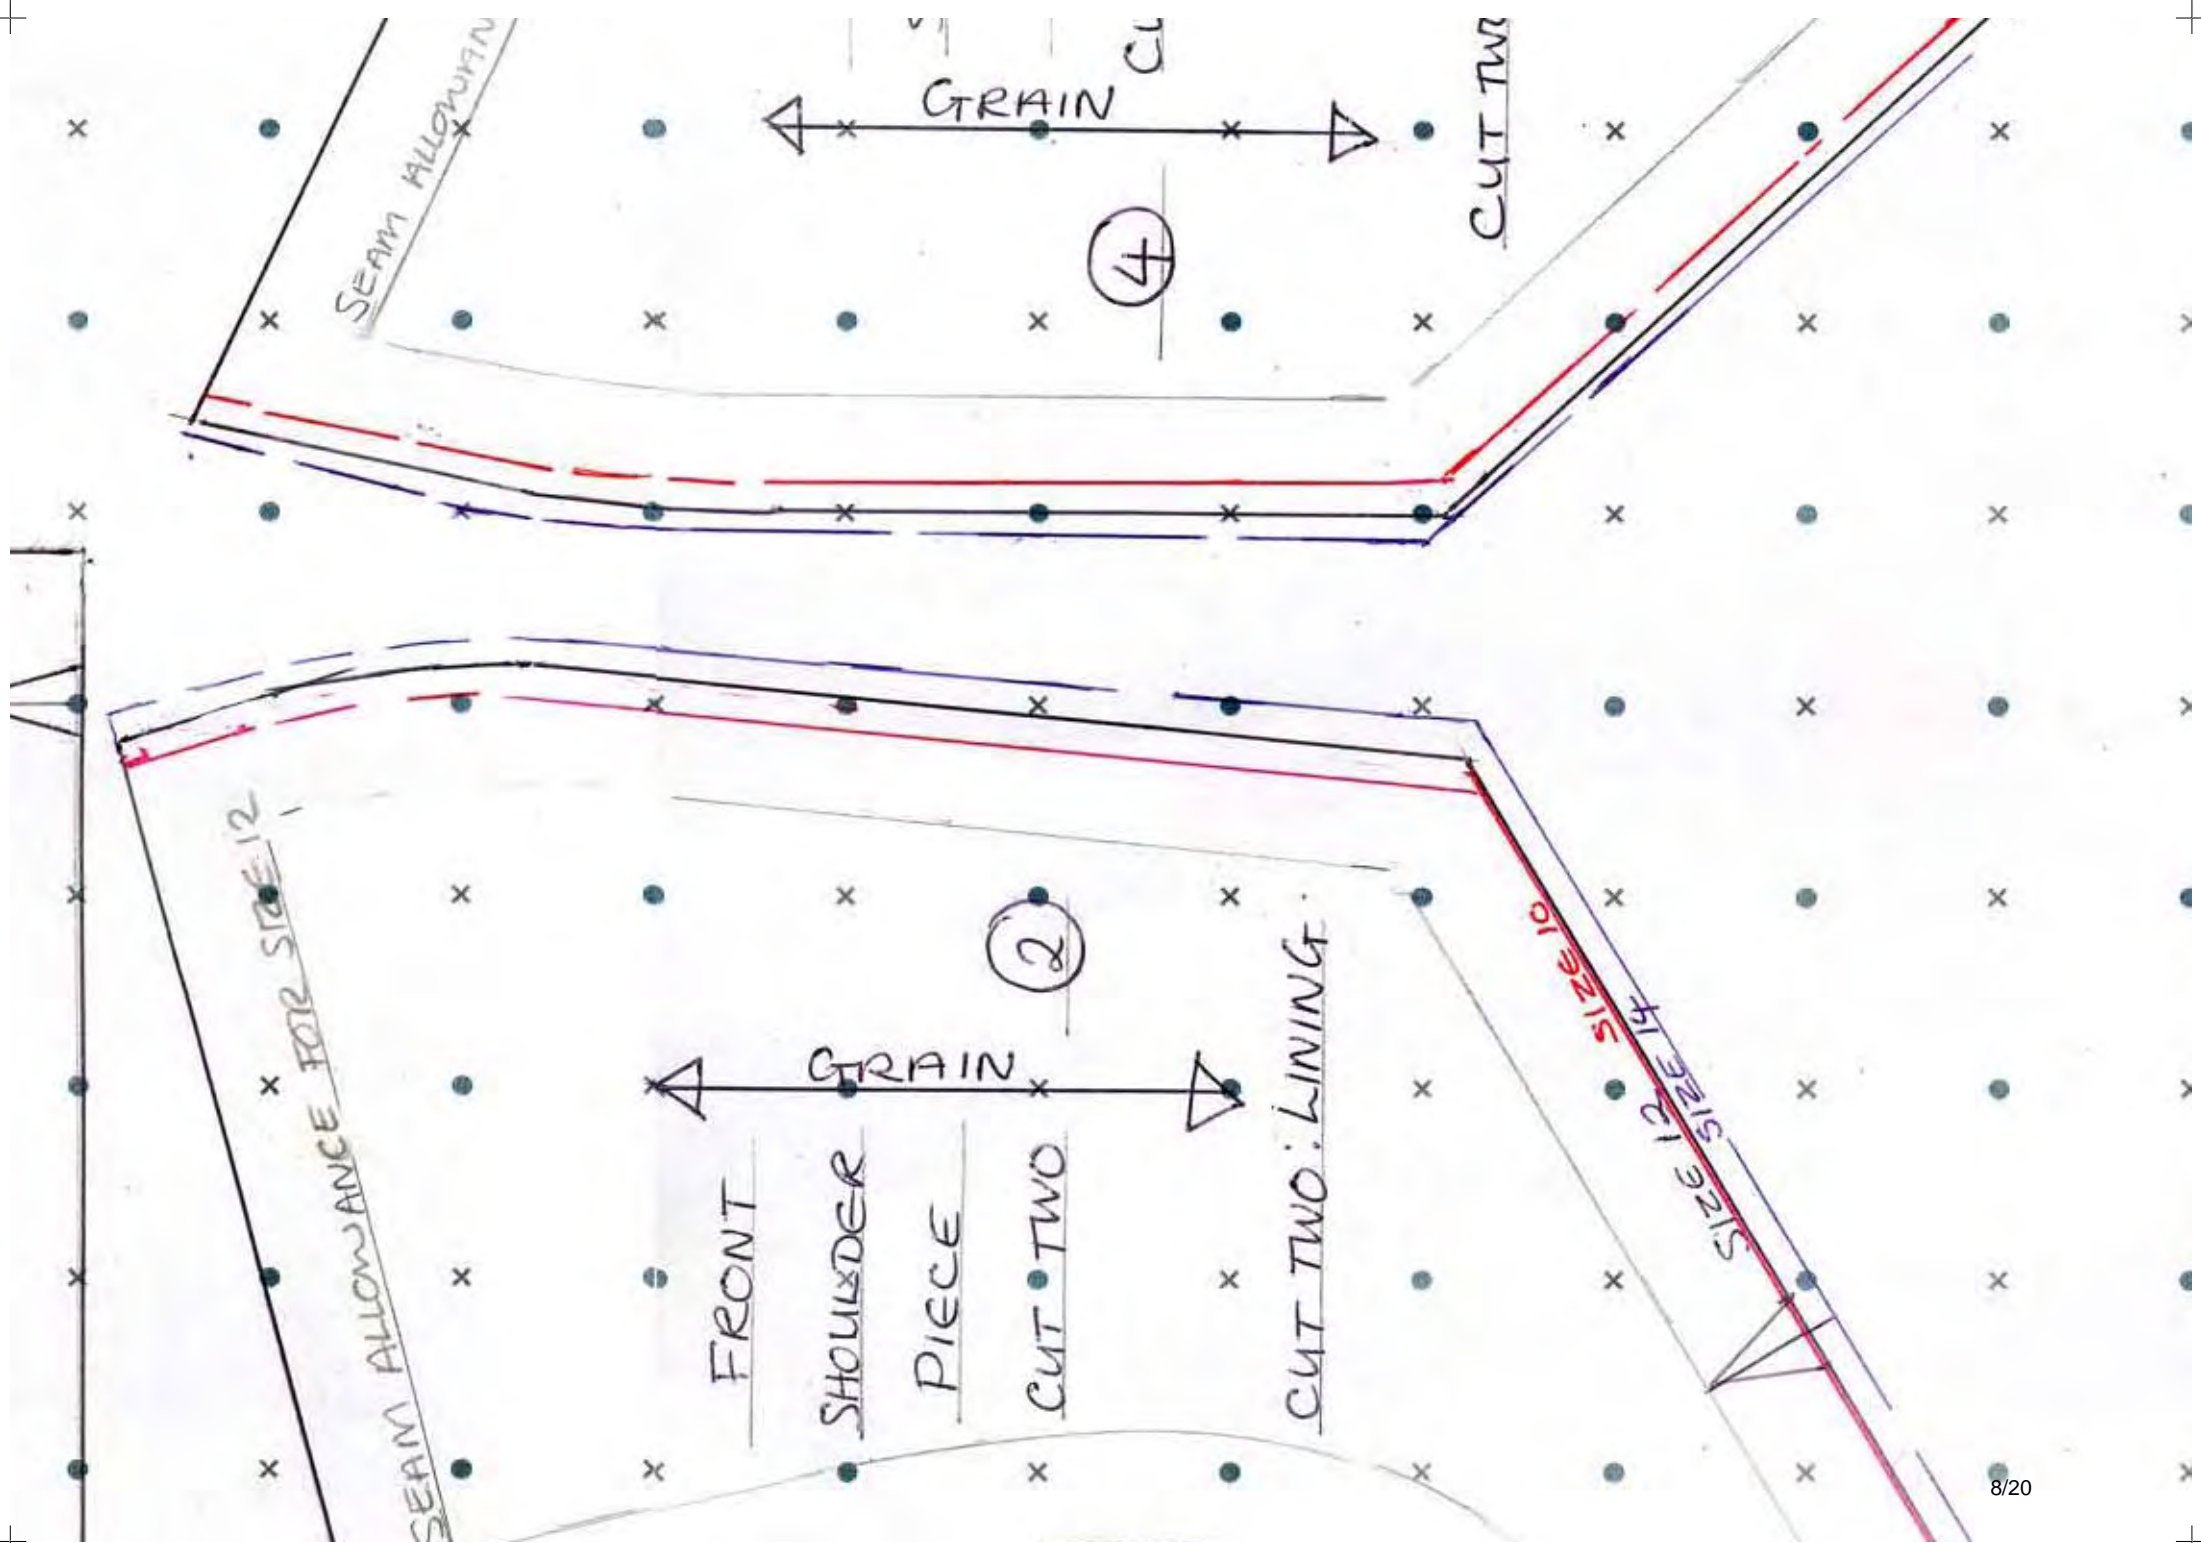 SEAM ALLOWAN
GRAIN
CU
CUT TWO
4
SEAM ALLOWANCE FOR SIZE 12
2
GRAIN
FRONT
SHOULDER
PIECE
CUT TWO
CUT TWO: LINING.
SIZE 10
SIZE 14
SIZE 12
8/20